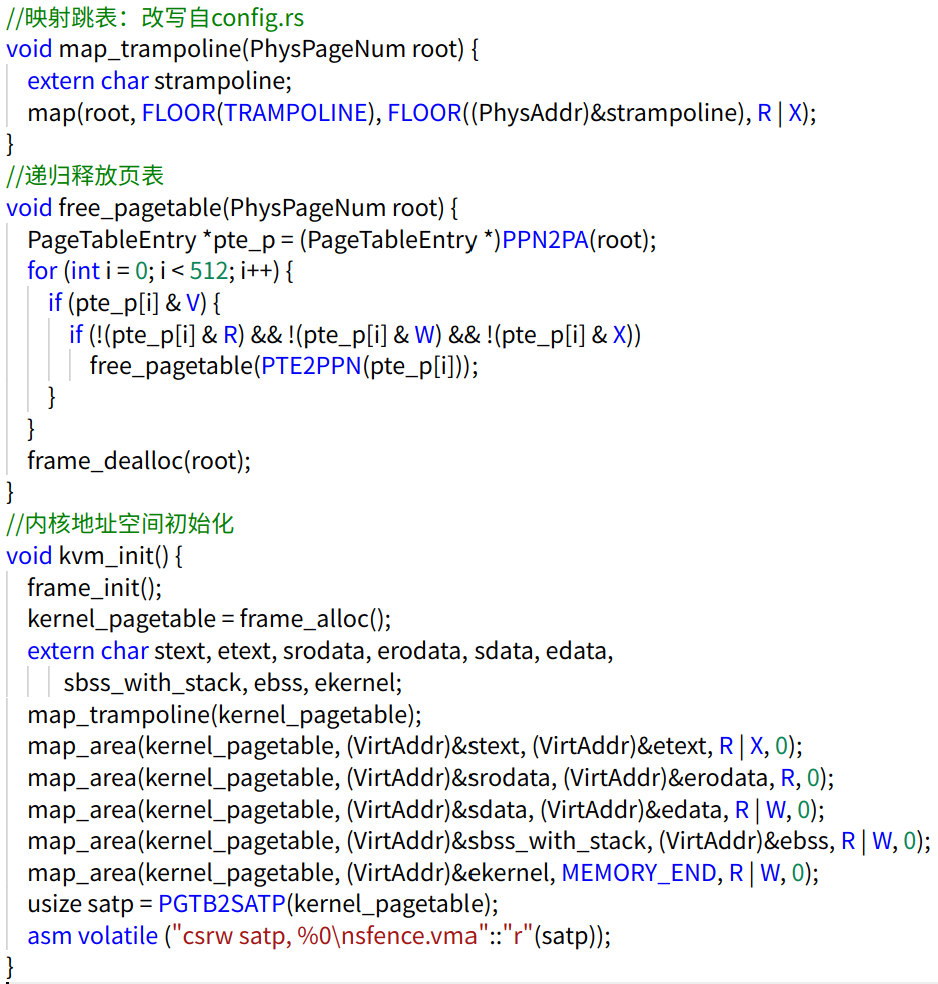 //映射跳表：改写自config.rs
void map_trampoline(PhysPageNum root) {
    extern char strampoline;
    map(root, FLOOR(TRAMPOLINE), FLOOR((PhysAddr)&strampoline), R | X);
}
//递归释放页表
void free_pagetable(PhysPageNum root) {
    PageTableEntry *pte_p = (PageTableEntry *)PPN2PA(root);
    for (int i = 0; i < 512; i++) {
        if (pte_p[i] & V) {
            if (!(pte_p[i] & R) && !(pte_p[i] & W) && !(pte_p[i] & X))
                free_pagetable(PTE2PPN(pte_p[i]));
        }
    }
    frame_dealloc(root);
}
//内核地址空间初始化
void kvm_init() {
    frame_init();
    kernel_pagetable = frame_alloc();
    extern char stext, etext, srodata, erodata, sdata, edata,
        sbss_with_stack, ebss, ekernel;
    map_trampoline(kernel_pagetable);
    map_area(kernel_pagetable, (VirtAddr)&stext, (VirtAddr)&etext, R | X, 0);
    map_area(kernel_pagetable, (VirtAddr)&srodata, (VirtAddr)&erodata, R, 0);
    map_area(kernel_pagetable, (VirtAddr)&sdata, (VirtAddr)&edata, R | W, 0);
    map_area(kernel_pagetable, (VirtAddr)&sbss_with_stack, (VirtAddr)&ebss, R | W, 0);
    map_area(kernel_pagetable, (VirtAddr)&ekernel, MEMORY_END, R | W, 0);
    usize satp = PGTB2SATP(kernel_pagetable);
    asm volatile ("csrw satp, %0\nsfence.vma"::"r"(satp));
}